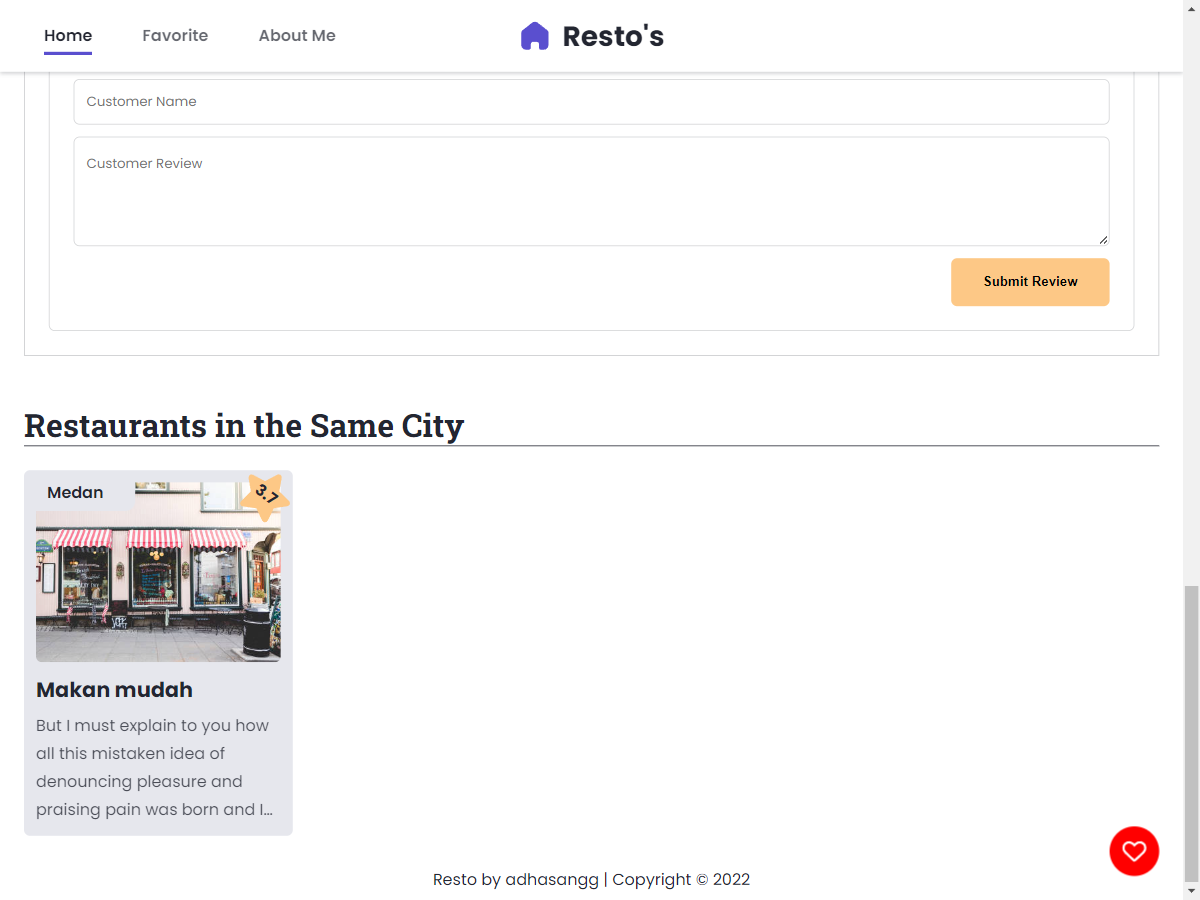 Home
Favorite
About Me
Resto's
Customer Name
Customer Review
Submit Review
Restaurants in the Same City
Medan
3.7
Makan mudah
But I must explain to you how
all this mistaken idea of
denouncing pleasure and
praising pain was born and I...
Resto by adhasangg | Copyright © 2022